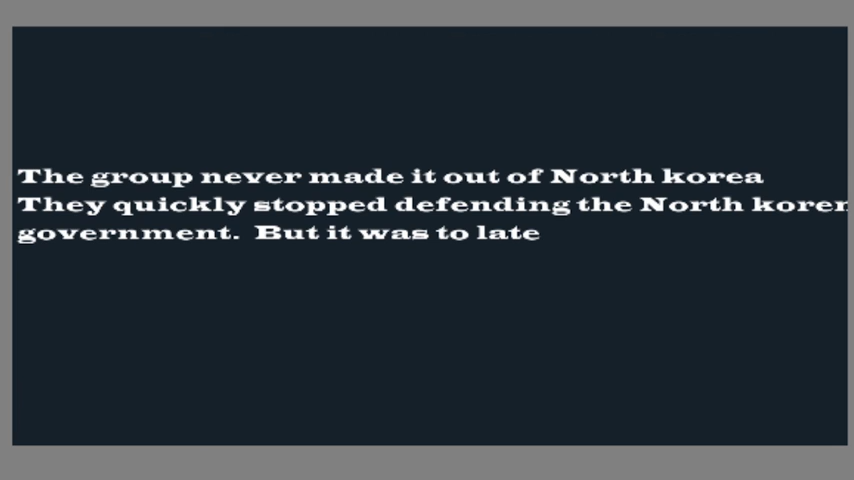 The group never made it out of North korea
They quickly stopped defending the North koren
government. But it was to late